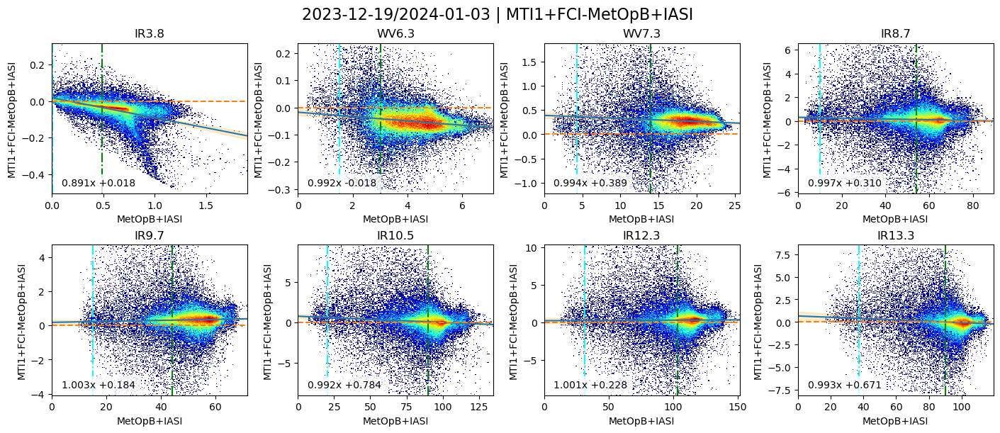 2023-12-19/2024-01-03 | MTI1+FCI-MetOpB+IASI
IR3.8
WV6.3
WV7.3
IR8.7
MTI1+FCI-MetOpB+IASI
0.2
0.0
−0.2
−0.4
0.891x +0.018
0.0
0.5
1.0
1.5
MetOpB+IASI
MTI1+FCI-MetOpB+IASI
0.2
0.1
0.0
−0.1
−0.2
−0.3
0.992x -0.018
0
2
4
6
MetOpB+IASI
MTI1+FCI-MetOpB+IASI
1.5
1.0
0.5
0.0
−0.5
−1.0
0.994x +0.389
0
5
10
15
20
25
MetOpB+IASI
MTI1+FCI-MetOpB+IASI
6
4
2
0
−2
−4
−6
0.997x +0.310
0
20
40
60
80
MetOpB+IASI
IR9.7
IR10.5
IR12.3
IR13.3
MTI1+FCI-MetOpB+IASI
4
2
0
−2
−4
1.003x +0.184
0
20
40
60
MetOpB+IASI
MTI1+FCI-MetOpB+IASI
5
0
−5
0.992x +0.784
0
25
50
75
100
125
MetOpB+IASI
MTI1+FCI-MetOpB+IASI
10
5
0
−5
1.001x +0.228
0
50
100
150
MetOpB+IASI
MTI1+FCI-MetOpB+IASI
7.5
5.0
2.5
0.0
−2.5
−5.0
−7.5
0.993x +0.671
0
20
40
60
80
100
MetOpB+IASI